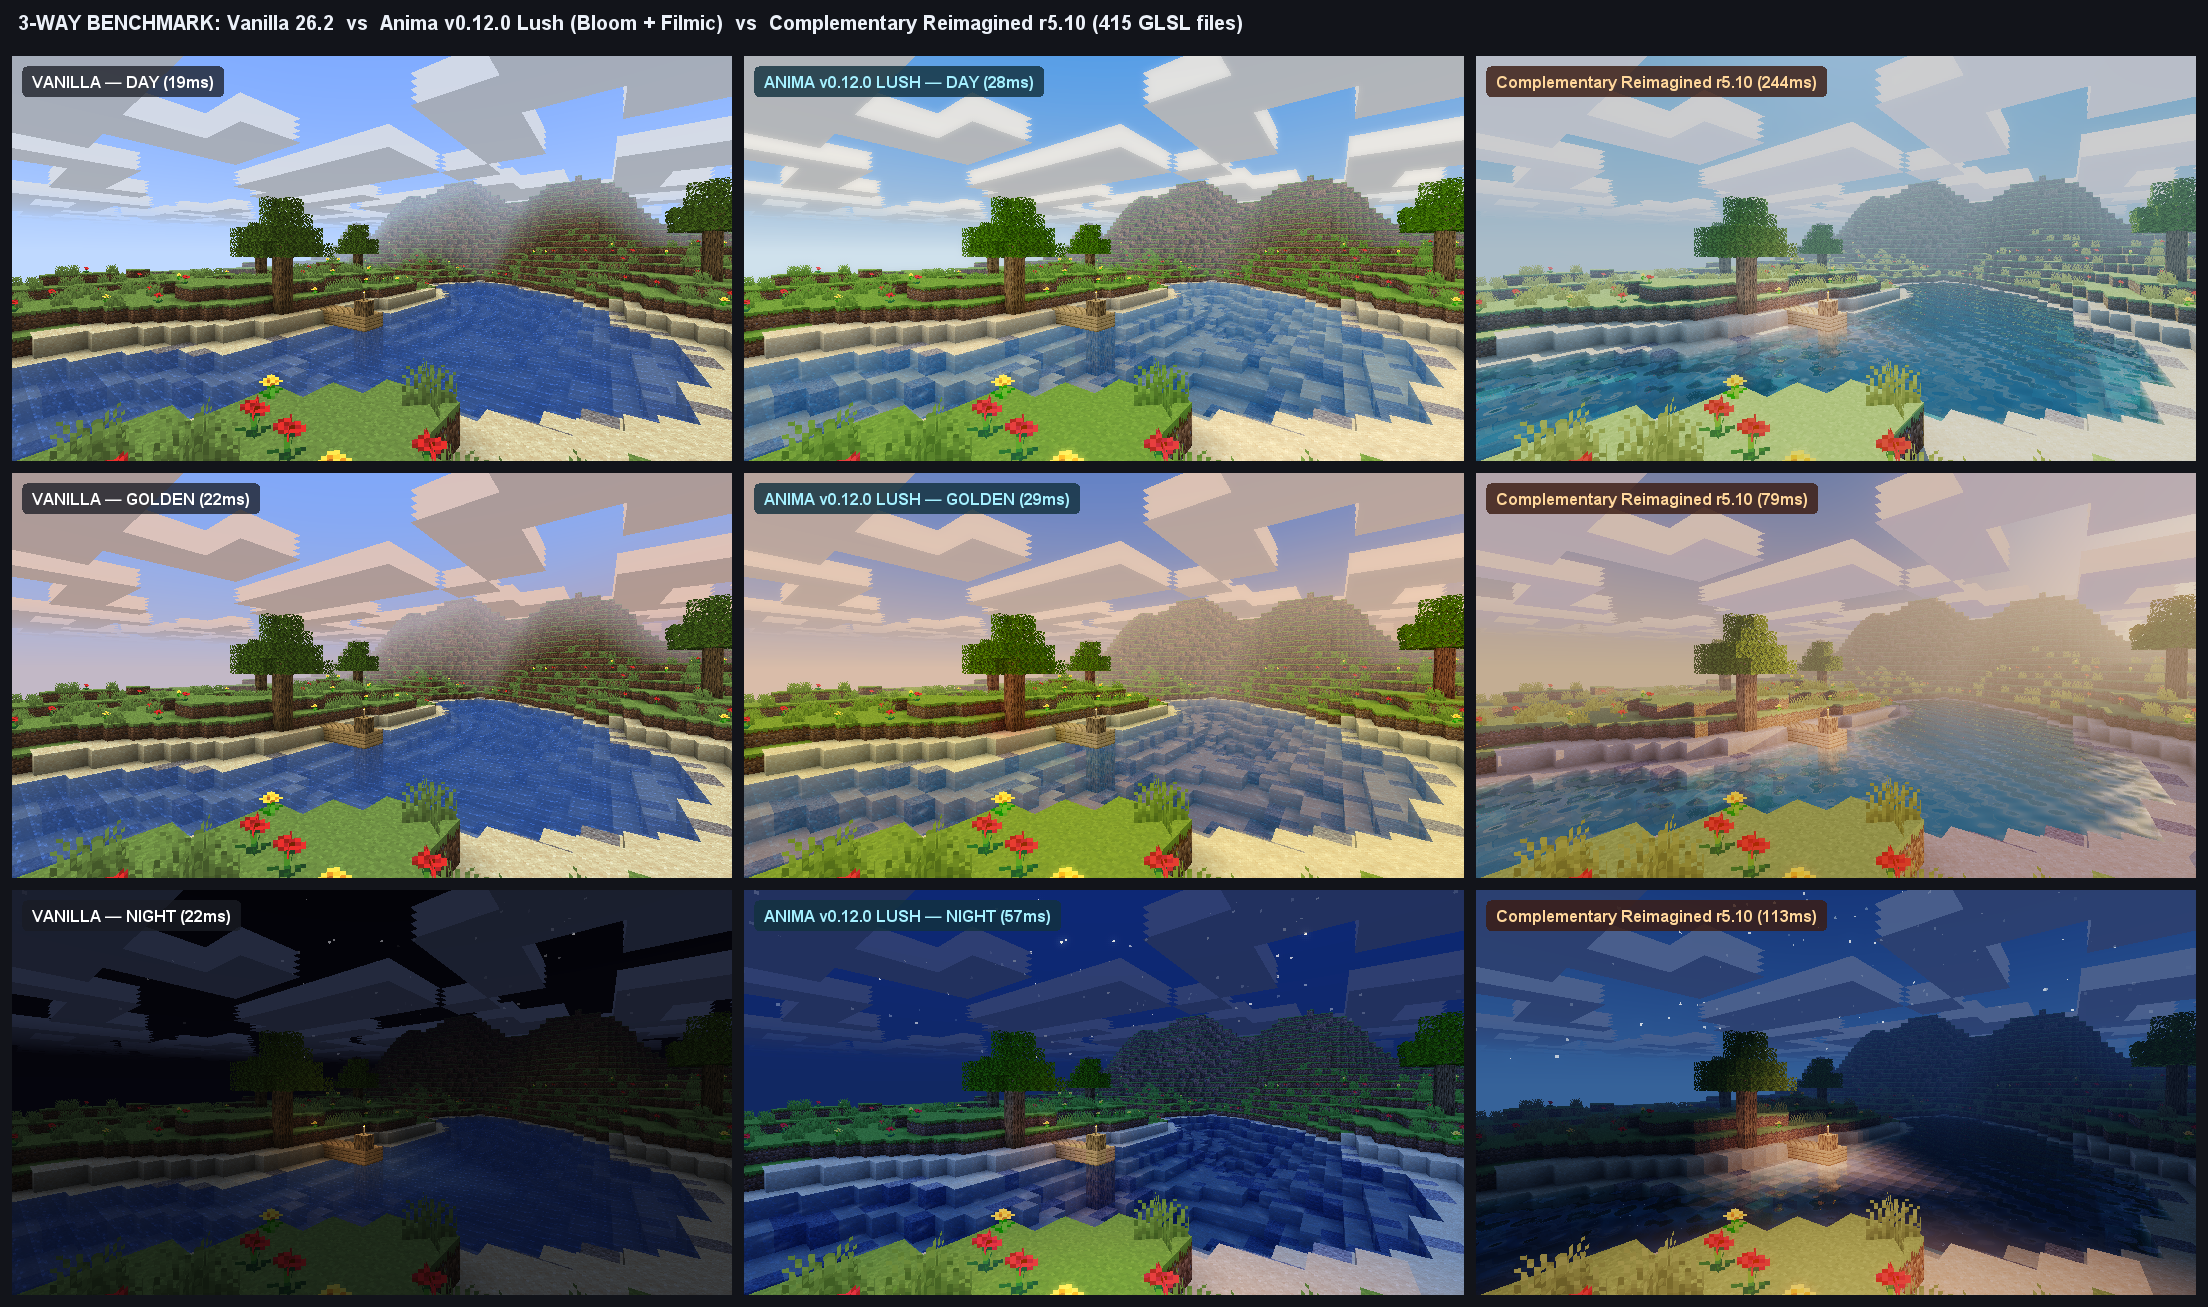 3-WAY BENCHMARK: Vanilla 26.2 vs Anima v0.12.0 Lush (Bloom + Filmic) vs Complementary Reimagined r5.10 (415 GLSL files)
VANILLA — DAY (19ms)
ANIMA v0.12.0 LUSH — DAY (28ms)
Complementary Reimagined r5.10 (244ms)
VANILLA — GOLDEN (22ms)
ANIMA v0.12.0 LUSH — GOLDEN (29ms)
Complementary Reimagined r5.10 (79ms)
VANILLA — NIGHT (22ms)
ANIMA v0.12.0 LUSH — NIGHT (57ms)
Complementary Reimagined r5.10 (113ms)